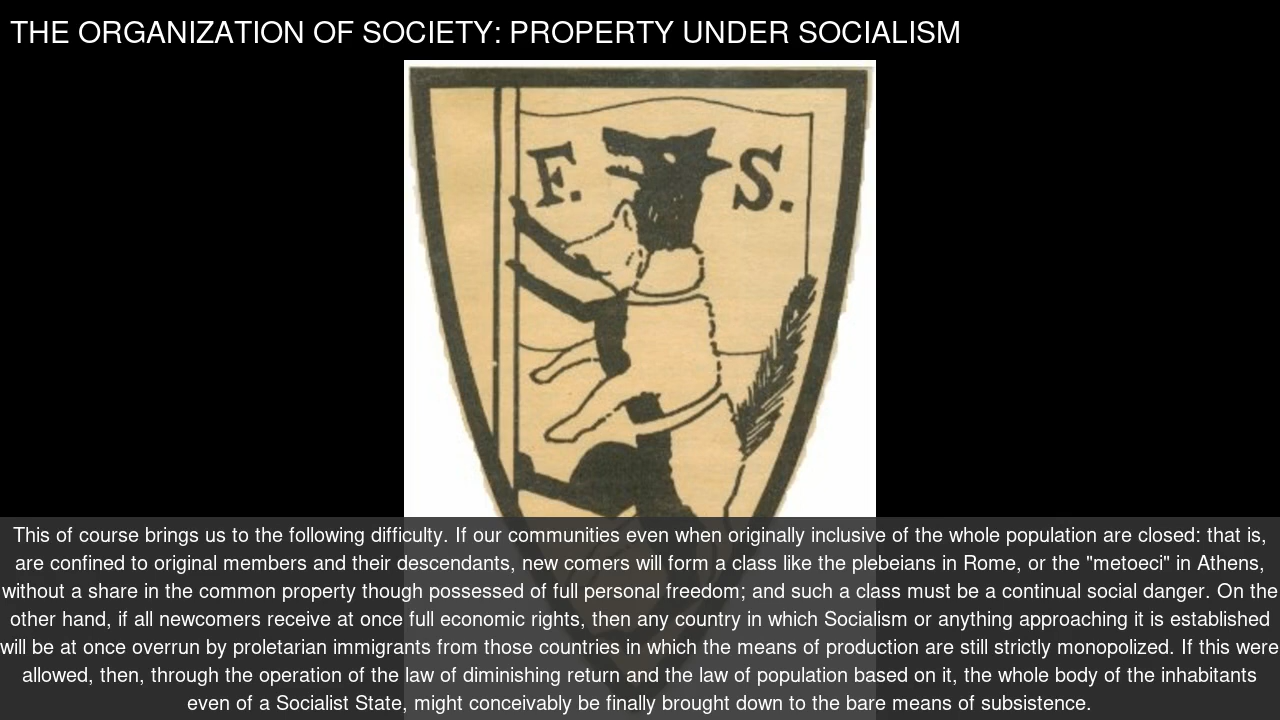 THE ORGANIZATION OF SOCIETY: PROPERTY UNDER SOCIALISM
F. S.
This of course brings us to the following difficulty. If our communities even when originally inclusive of the whole population are closed: that is,
are confined to original members and their descendants, new comers will form a class like the plebeians in Rome, or the "metoeci" in Athens,
without a share in the common property though possessed of full personal freedom; and such a class must be a continual social danger. On the
other hand, if all newcomers receive at once full economic rights, then any country in which Socialism or anything approaching it is established
will be at once overrun by proletarian immigrants from those countries in which the means of production are still strictly monopolized. If this were
allowed, then, through the operation of the law of diminishing return and the law of population based on it, the whole body of the inhabitants
even of a Socialist State, might conceivably be finally brought down to the bare means of subsistence.